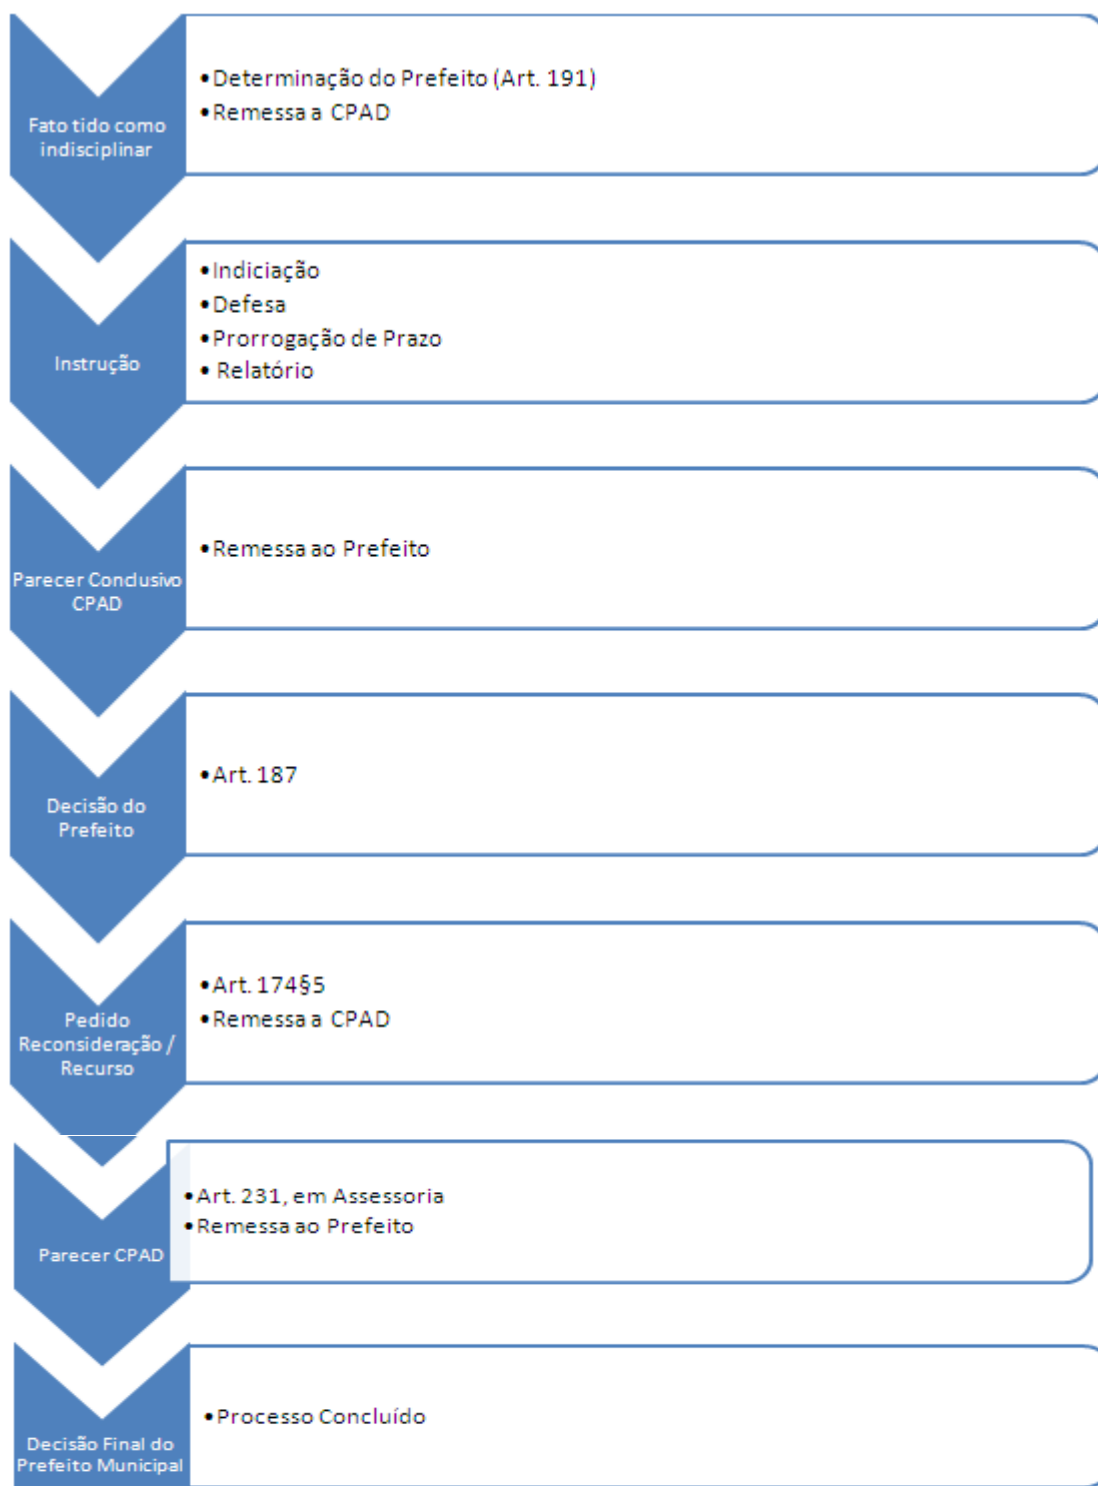 Fato tido como
indisciplinar
•Determinação do Prefeito (Art. 191)
•Remessa a CPAD
Instrução
•Indiciação
•Defesa
•Prorrogação de Prazo
• Relatório
Parecer Conclusivo
CPAD
•Remessa ao Prefeito
Decisão do
Prefeito
•Art. 187
Pedido
Reconsideração /
Recurso
•Art. 174§5
•Remessa a CPAD
Parecer CPAD
•Art. 231, em Assessoria
•Remessa ao Prefeito
Decisão Final do
Prefeito Municipal
•Processo Concluído